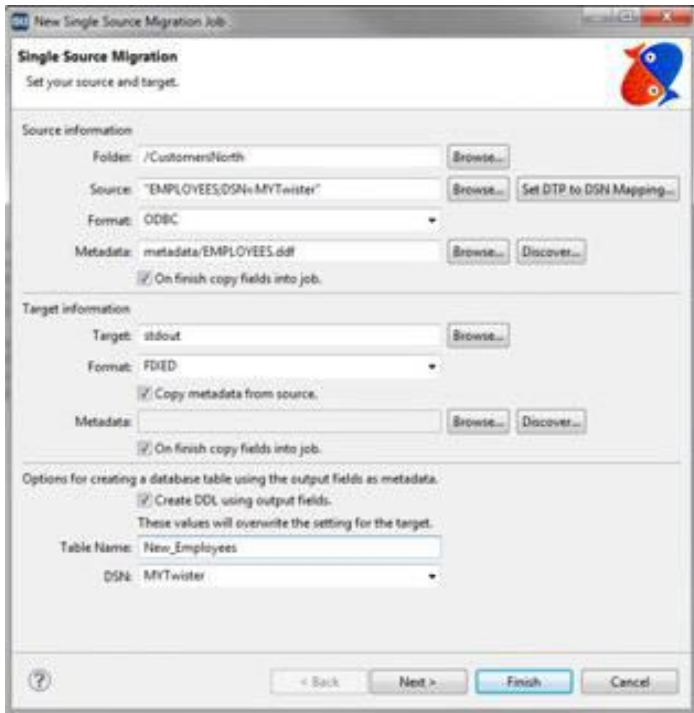 New Single Source Migration Job
Single Source Migration
Set your source and target.
Source information
Folder: /CustomersNorth Browse...
Source: "EMPLOYEES;DSN=MYTwister" Browse... Set DTP to DSN Mapping...
Format: ODBC
Metadata: metadata/EMPLOYEES.ddf Browse... Discover...
On finish copy fields into job.
Target information
Target: stdout Browse...
Format: FIXED
Copy metadata from source.
Metadata: Browse... Discover...
On finish copy fields into job.
Options for creating a database table using the output fields as metadata.
Create DDL using output fields.
These values will overwrite the setting for the target.
Table Name: New_Employees
DSN: MYTwister
? < Back Next > Finish Cancel